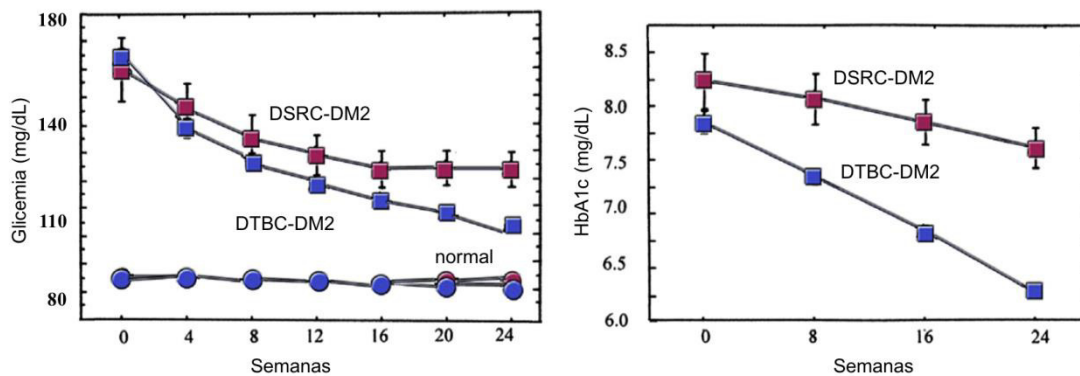 180
140
110
80
Glicemia (mg/dL)
DSRC-DM2
DTBC-DM2
normal
0 4 8 12 16 20 24
Semanas
8.5
8.0
7.5
7.0
6.5
6.0
HbA1c (mg/dL)
DSRC-DM2
DTBC-DM2
0 8 16 24
Semanas